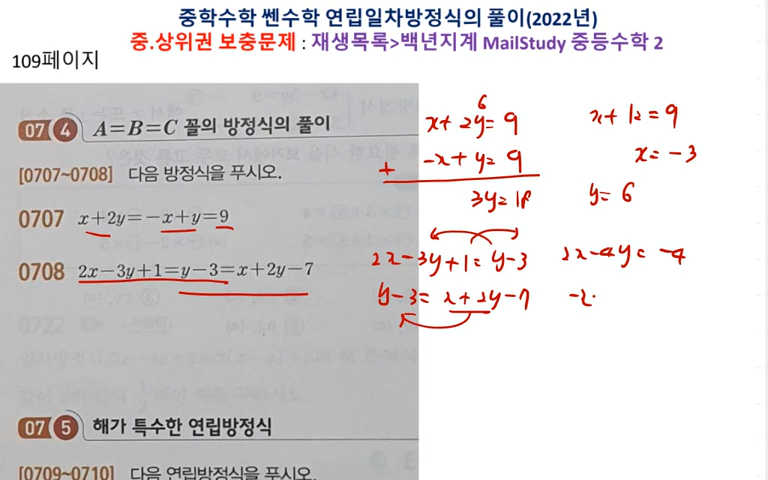 중학수학 쎈수학 연립일차방정식의 풀이(2022년)
중.상위권 보충문제 : 재생목록>백년지계 MailStudy 중등수학 2
109페이지
07 4 A=B=C 꼴의 방정식의 풀이
[0707~0708] 다음 방정식을 푸시오.
0707 x+2y=-x+y=9
0708 2x-3y+1=y-3=x+2y-7
07 5 해가 특수한 연립방정식
[0709~0710] 다음 연립방정식을 푸시오.
6
x+2y=9
-x+y=9
+
3y=18
x+12=9
x=-3
y=6
2x-3y+1=y-3
2x-4y=-4
y-3=x+2y-7